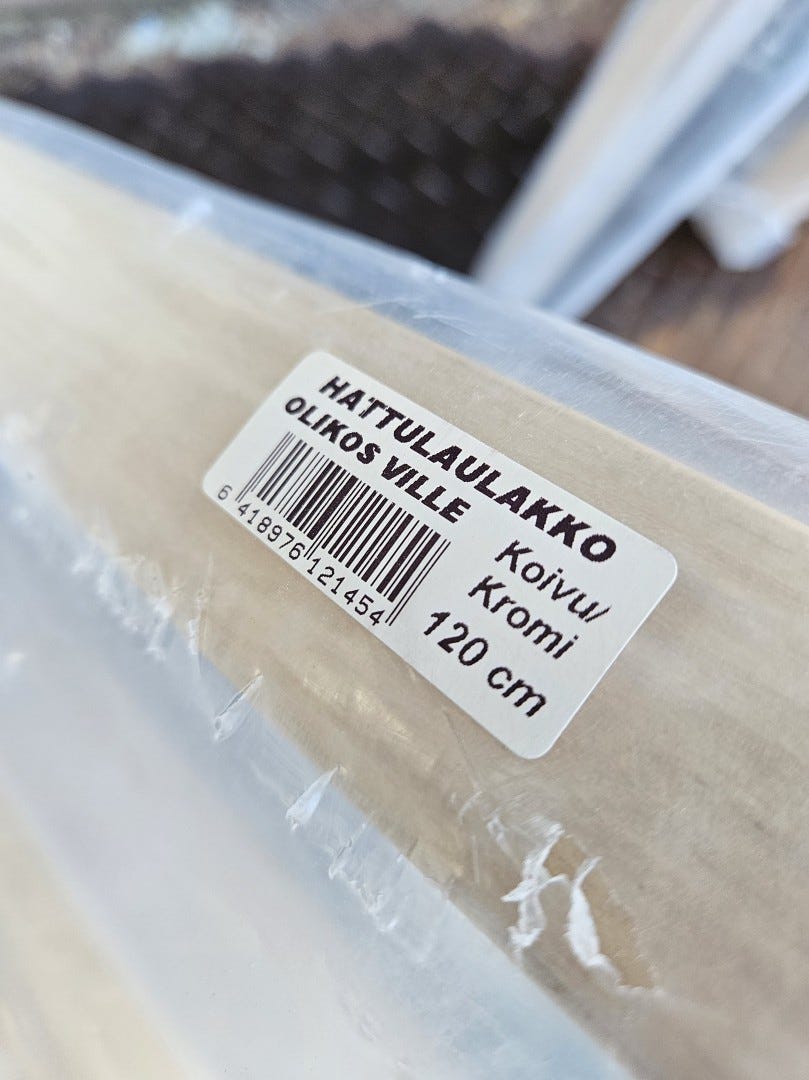 HATTULAULAKKO
OLIKOS VILLE
6 418976 121454
Koivu/
Kromi
120 cm